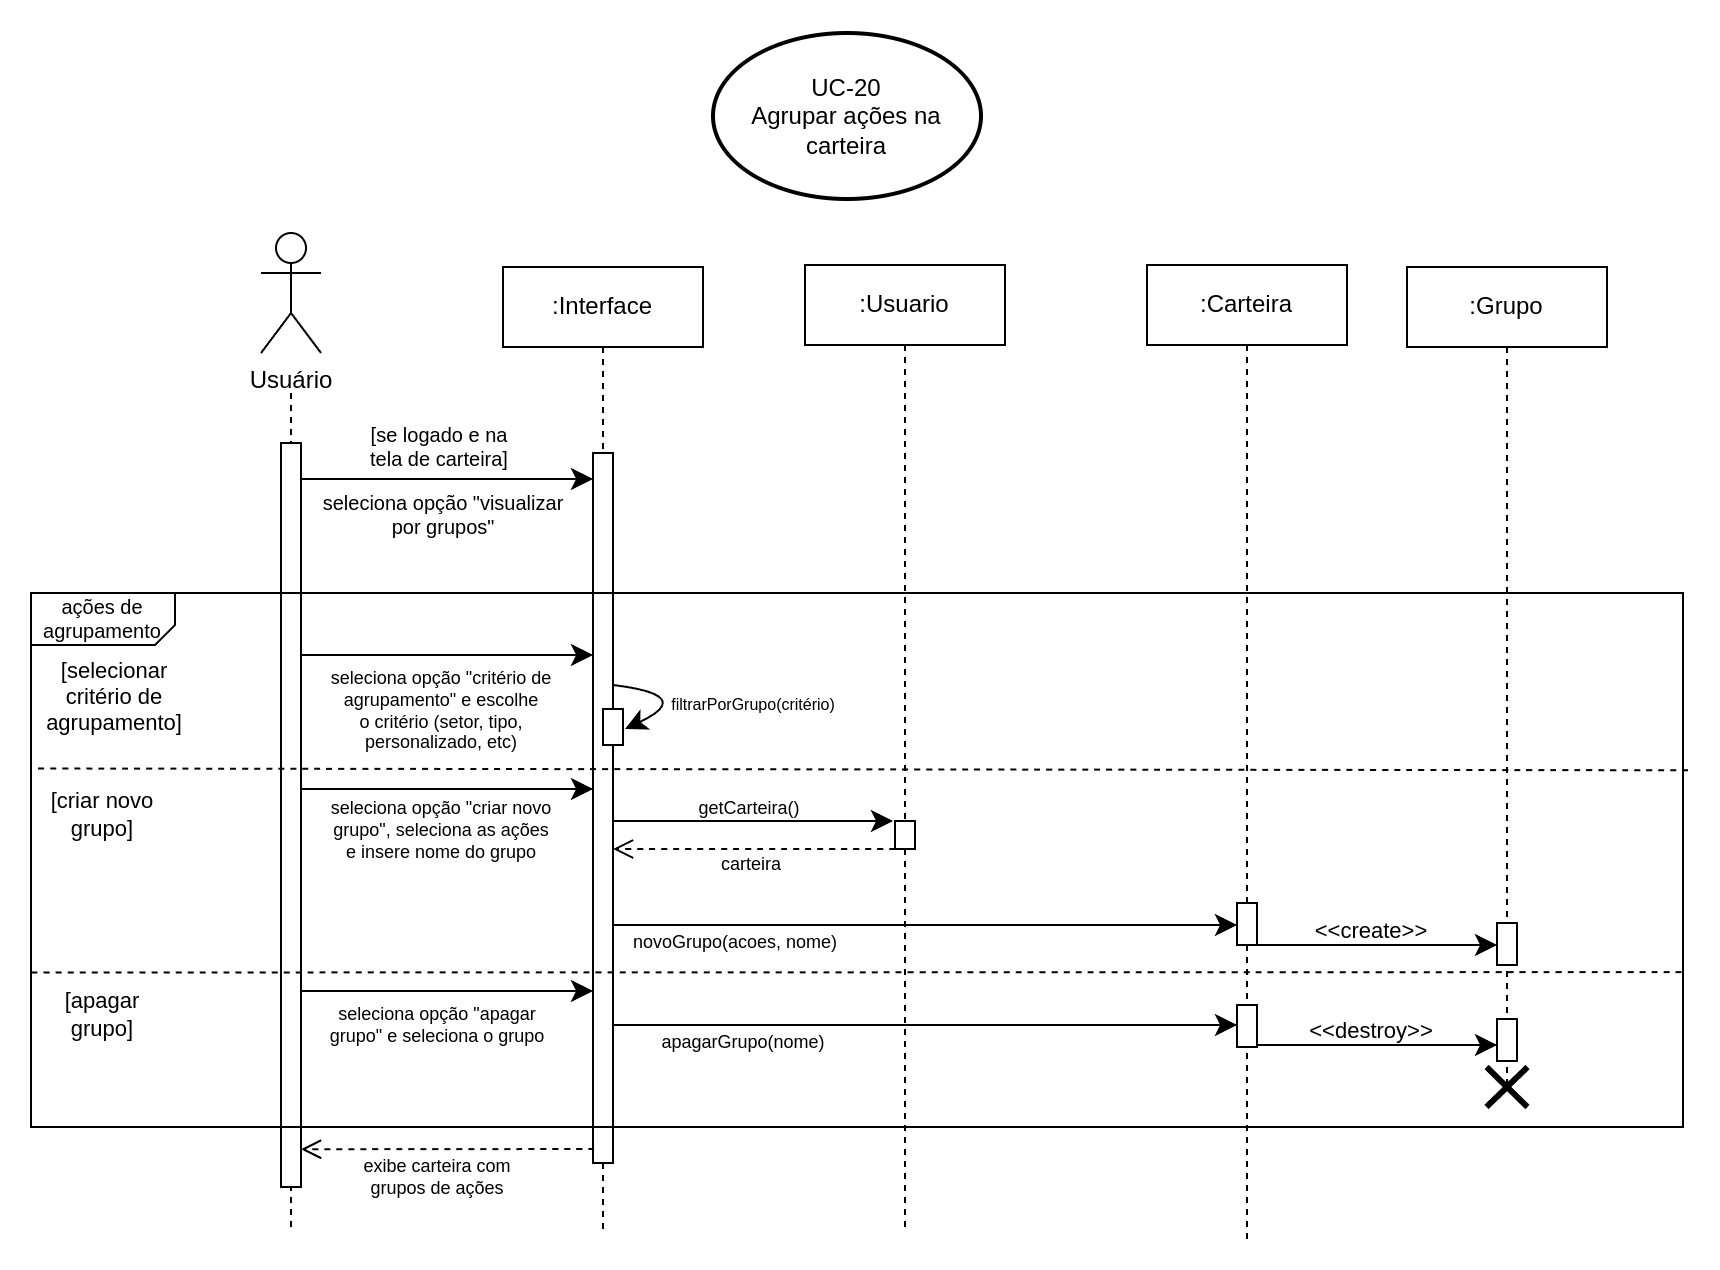 UC-20
Agrupar ações na
carteira
:Interface
:Usuario
:Carteira
:Grupo
Usuário
[se logado e na
tela de carteira]
seleciona opção "visualizar
por grupos"
ações de
agrupamento
[selecionar
critério de
agrupamento]
seleciona opção "critério de
agrupamento" e escolhe
o critério (setor, tipo,
personalizado, etc)
filtrarPorGrupo(critério)
[criar novo
grupo]
seleciona opção "criar novo
grupo", seleciona as ações
e insere nome do grupo
getCarteira()
carteira
novoGrupo(acoes, nome)
<<create>>
[apagar
grupo]
seleciona opção "apagar
grupo" e seleciona o grupo
apagarGrupo(nome)
<<destroy>>
exibe carteira com
grupos de ações